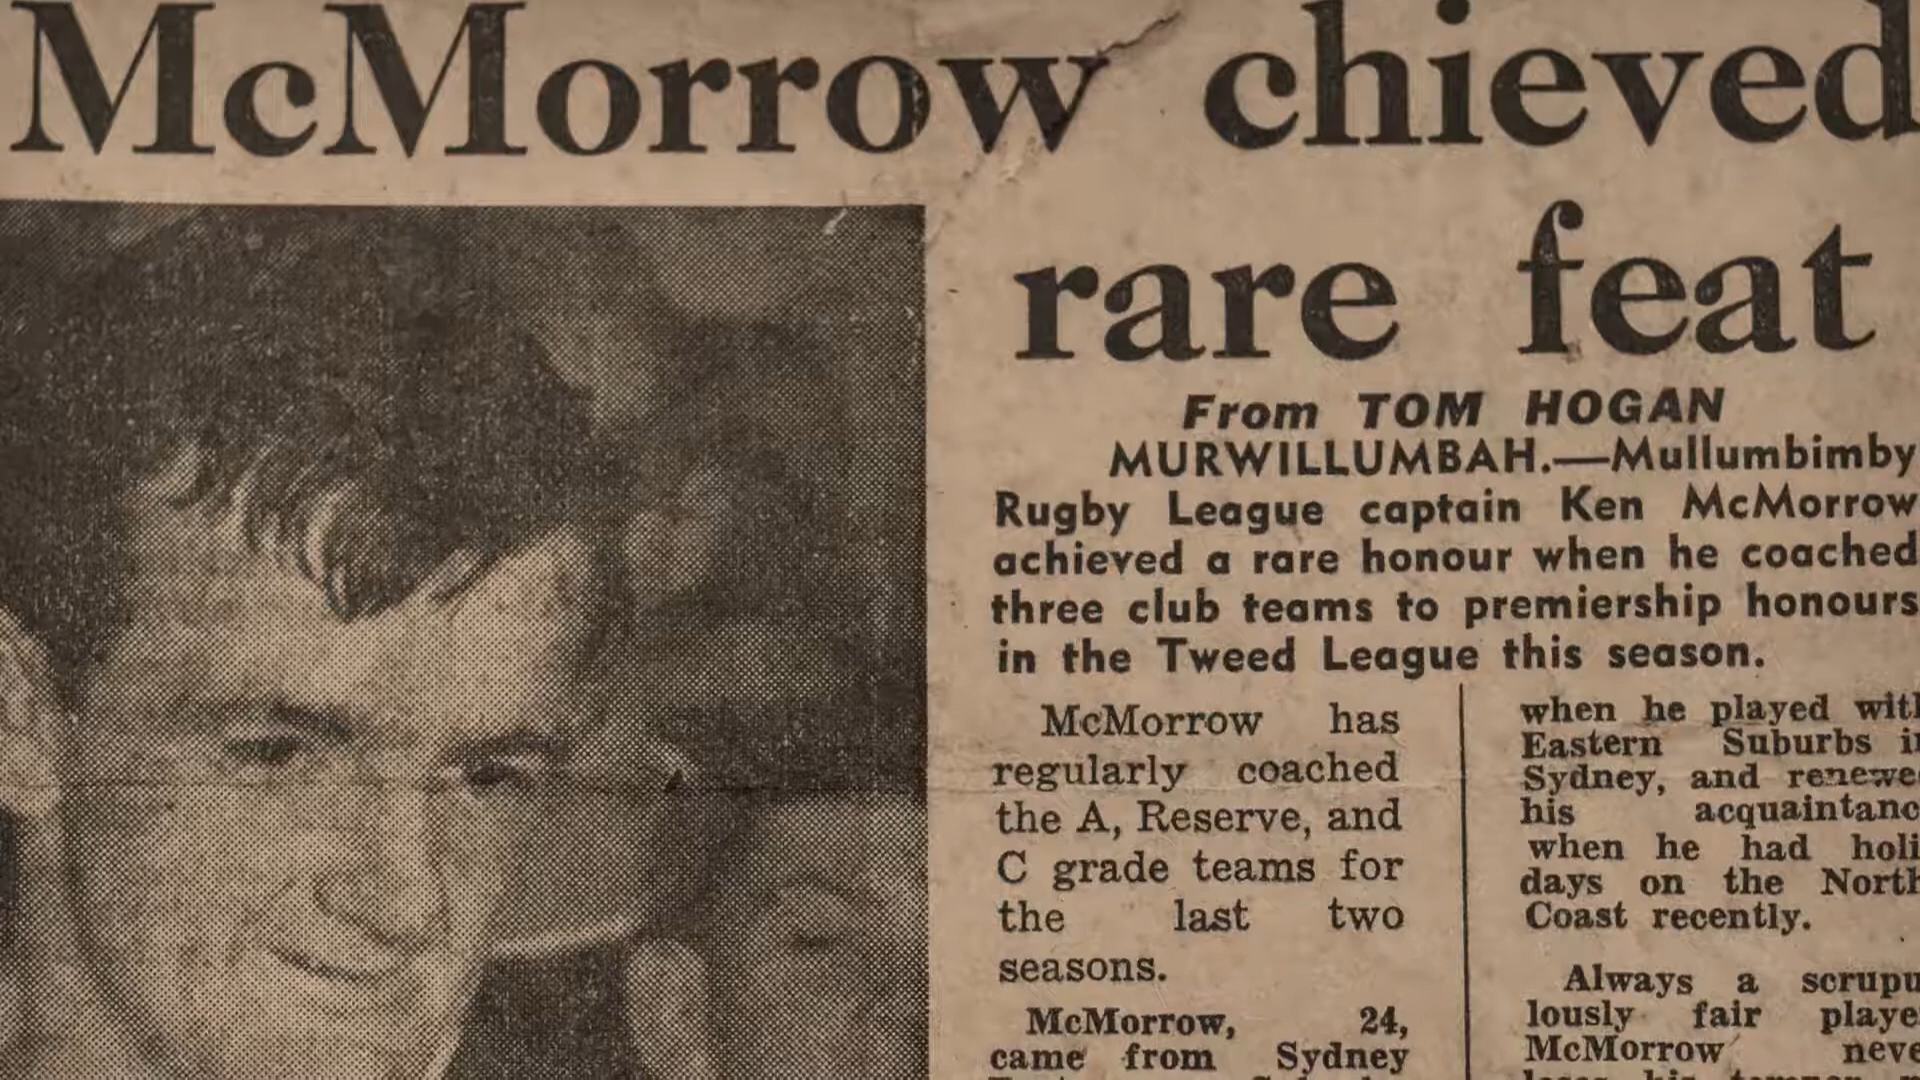 McMorrow chieved
rare feat
From TOM HOGAN
MURWILLUMBAH.—Mullumbimby
Rugby League captain Ken McMorrow
achieved a rare honour when he coached
three club teams to premiership honours
in the Tweed League this season.
McMorrow has
regularly coached
the A, Reserve, and
C grade teams for
the last two
seasons.
McMorrow, 24,
came from Sydney
when he played with
Eastern Suburbs in
Sydney, and renewe
his acquaintanc
when he had holi
days on the North
Coast recently.
Always a scrupu
lously fair playe
McMorrow neve